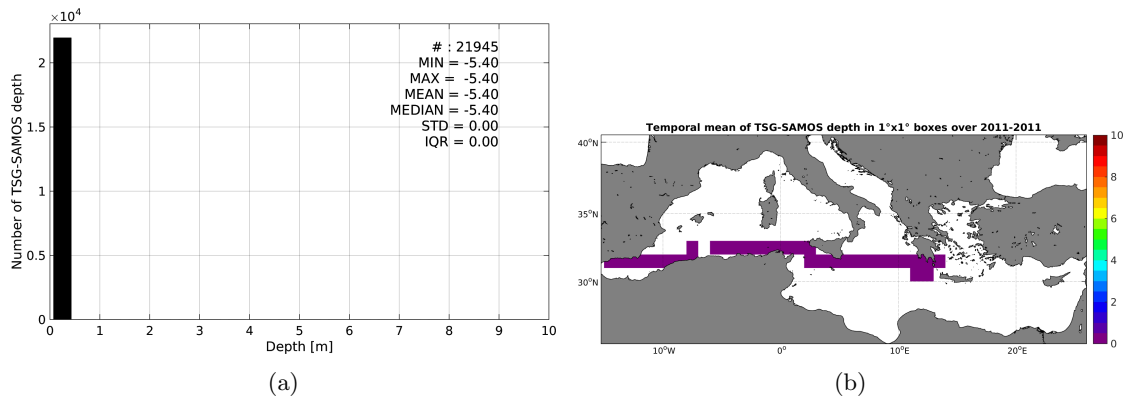 ×10⁴
2
1.5
1
0.5
0
Number of TSG-SAMOS depth
# : 21945
MIN = -5.40
MAX = -5.40
MEAN = -5.40
MEDIAN = -5.40
STD = 0.00
IQR = 0.00
0 1 2 3 4 5 6 7 8 9 10
Depth [m]
(a)
Temporal mean of TSG-SAMOS depth in 1°x1° boxes over 2011-2011
40°N
35°N
30°N
10°W 0° 10°E 20°E
10
8
6
4
2
0
(b)